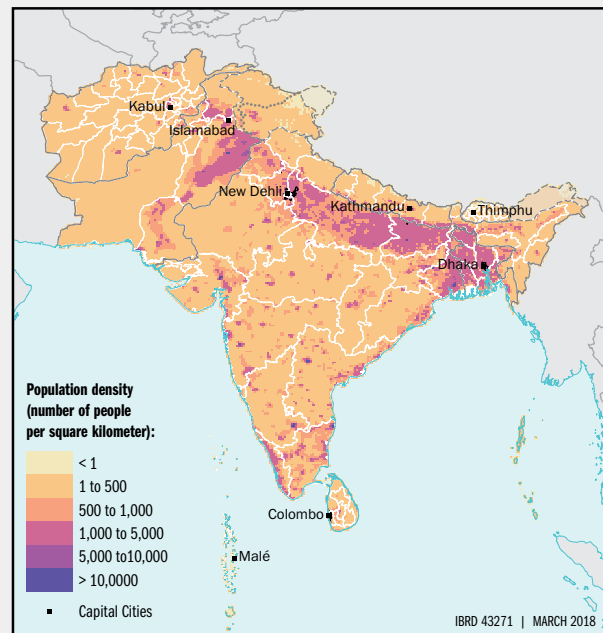 Kabul
Islamabad
New Dehli
Kathmandu
Thimphu
Dhaka
Population density
(number of people
per square kilometer):
< 1
1 to 500
500 to 1,000
1,000 to 5,000
5,000 to10,000
> 10,0000
Capital Cities
Colombo
Malé
IBRD 43271 | MARCH 2018